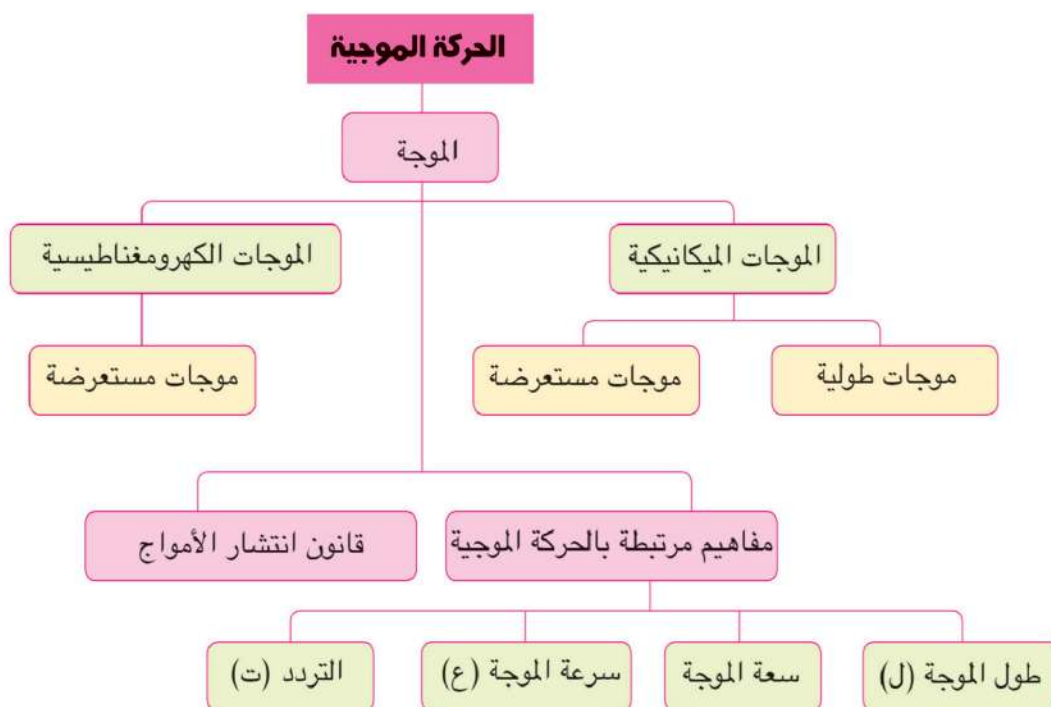 الحركة الموجية
الموجة
الموجات الميكانيكية
الموجات الكهرومغناطيسية
موجات طولية
موجات مستعرضة
موجات مستعرضة
مفاهيم مرتبطة بالحركة الموجية
قانون انتشار الأمواج
طول الموجة (ل)
سعة الموجة
سرعة الموجة (ع)
التردد (ت)